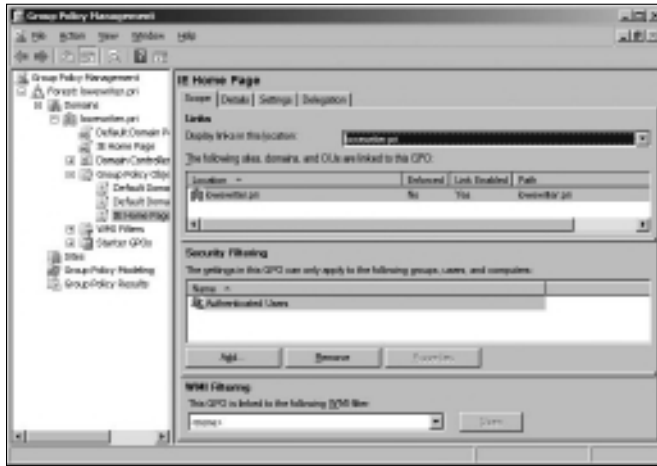 Group Policy Management
File Action View Window Help
Group Policy Management
Forest: lowewriter.pri
Domains
lowewriter.pri
Default Domain P
IE Home Page
Domain Controller
Group Policy Objec
Default Doma
Default Doma
IE Home Page
WMI Filters
Starter GPOs
Sites
Group Policy Modeling
Group Policy Results
IE Home Page
Scope Details Settings Delegation
Links
Display links in this location: lowewriter.pri
The following sites, domains, and OUs are linked to this GPO:
Location Enforced Link Enabled Path
lowewriter.pri No Yes lowewriter.pri
Security Filtering
The settings in this GPO can only apply to the following groups, users, and computers:
Name
Authenticated Users
Add... Remove Properties
WMI Filtering
This GPO is linked to the following WMI filter:
<none> Open